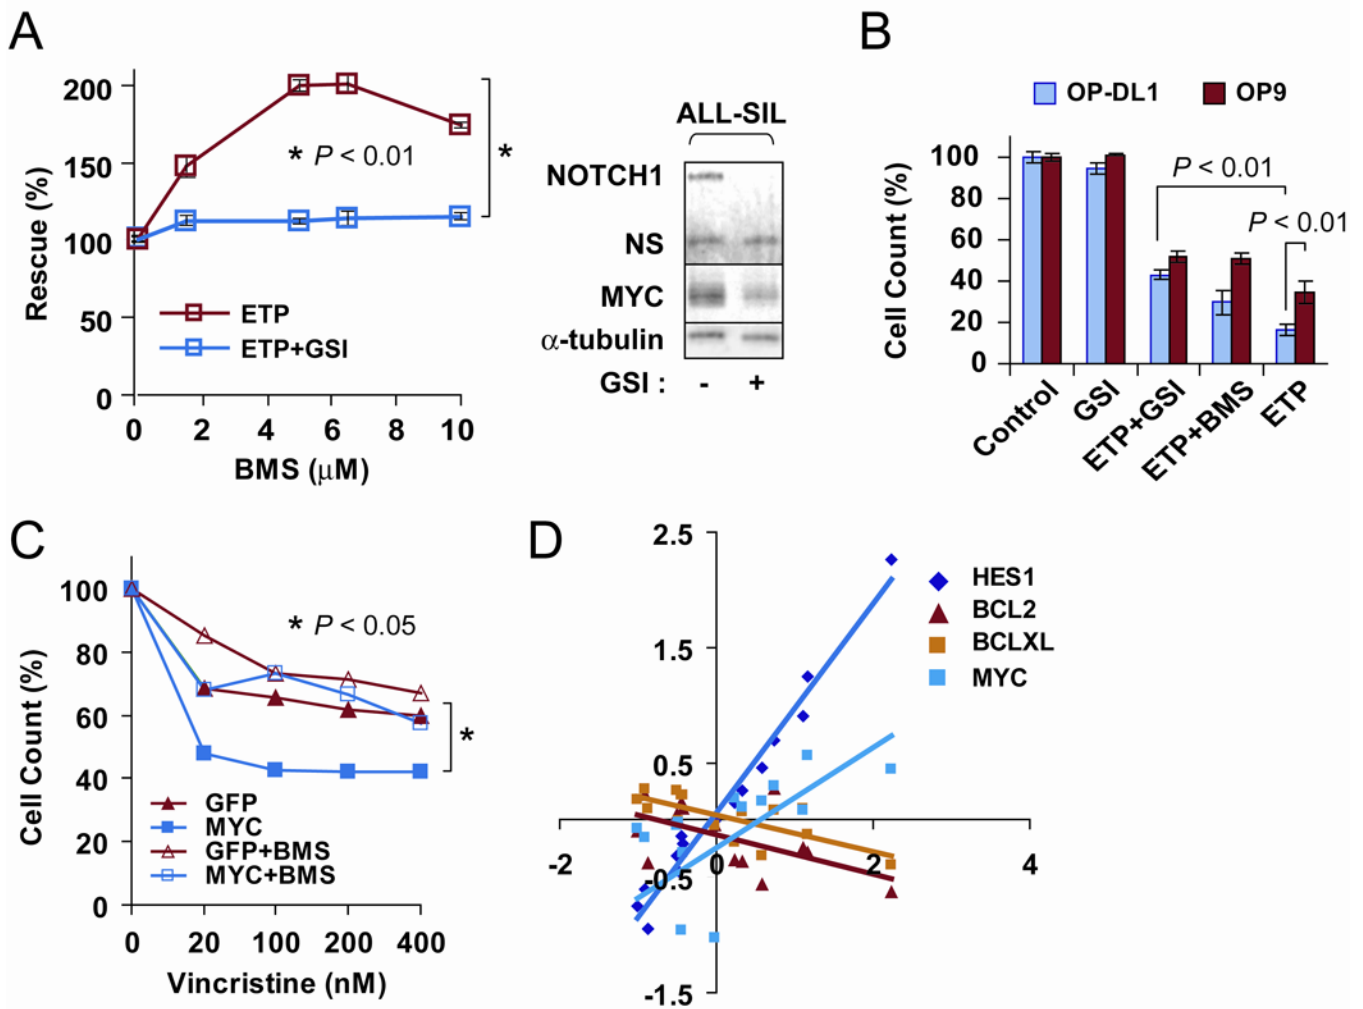 A
200
150
100
50
0
Rescue (%)
* P < 0.01
*
ETP
ETP+GSI
0 2 4 6 8 10
BMS (μM)
ALL-SIL
NOTCH1
NS
MYC
α-tubulin
GSI : - +
B
OP-DL1 OP9
100
80
60
40
20
0
Cell Count (%)
P < 0.01
P < 0.01
Control GSI ETP+GSI ETP+BMS ETP
C
100
80
60
40
20
0
Cell Count (%)
* P < 0.05
*
GFP
MYC
GFP+BMS
MYC+BMS
0 20 100 200 400
Vincristine (nM)
D
2.5
1.5
0.5
-0.5
-1.5
-2 0 2 4
HES1
BCL2
BCLXL
MYC